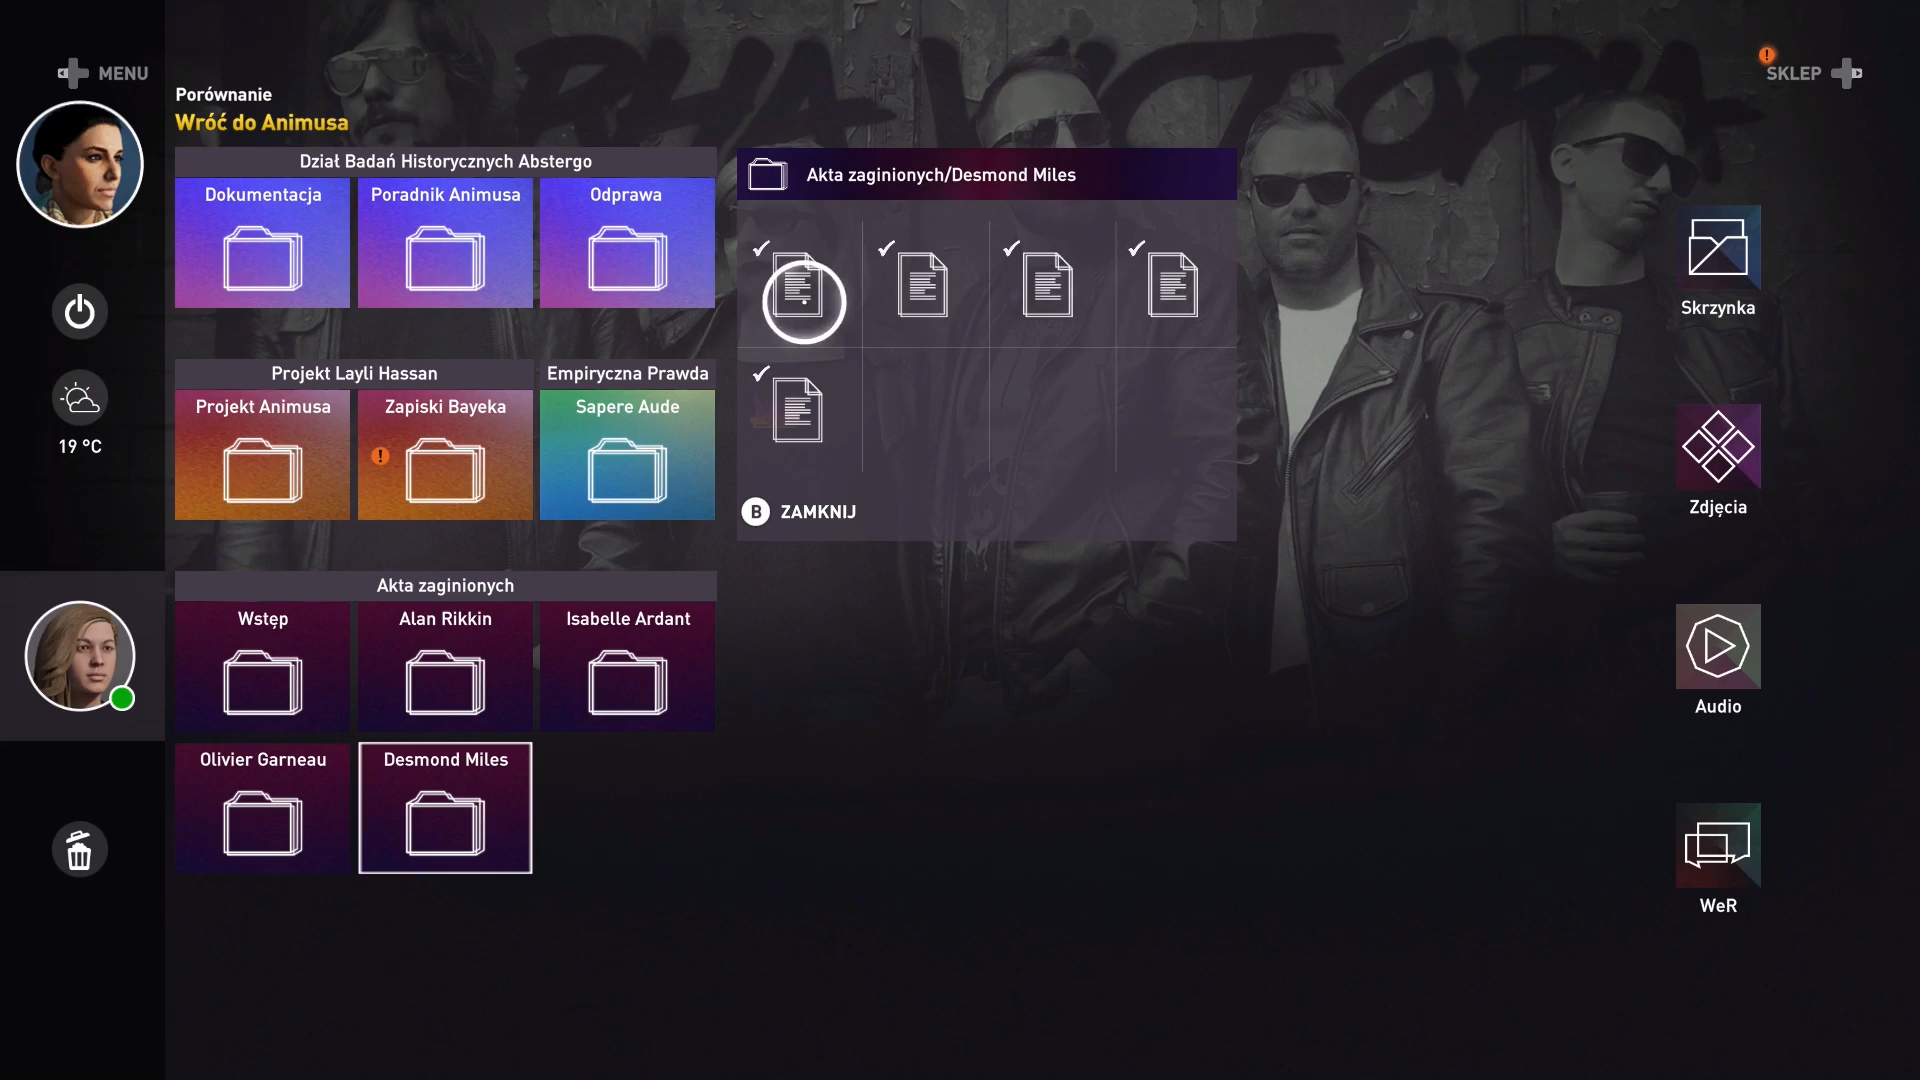 MENU
SKLEP
Porównanie
Wróć do Animusa
Dział Badań Historycznych Abstergo
Dokumentacja
Poradnik Animusa
Odprawa
Akta zaginionych/Desmond Miles
Skrzynka
Projekt Layli Hassan
Empiryczna Prawda
Projekt Animusa
Zapiski Bayeka
Sapere Aude
19 °C
B ZAMKNIJ
Zdjęcia
Akta zaginionych
Wstęp
Alan Rikkin
Isabelle Ardant
Audio
Olivier Garneau
Desmond Miles
WeR